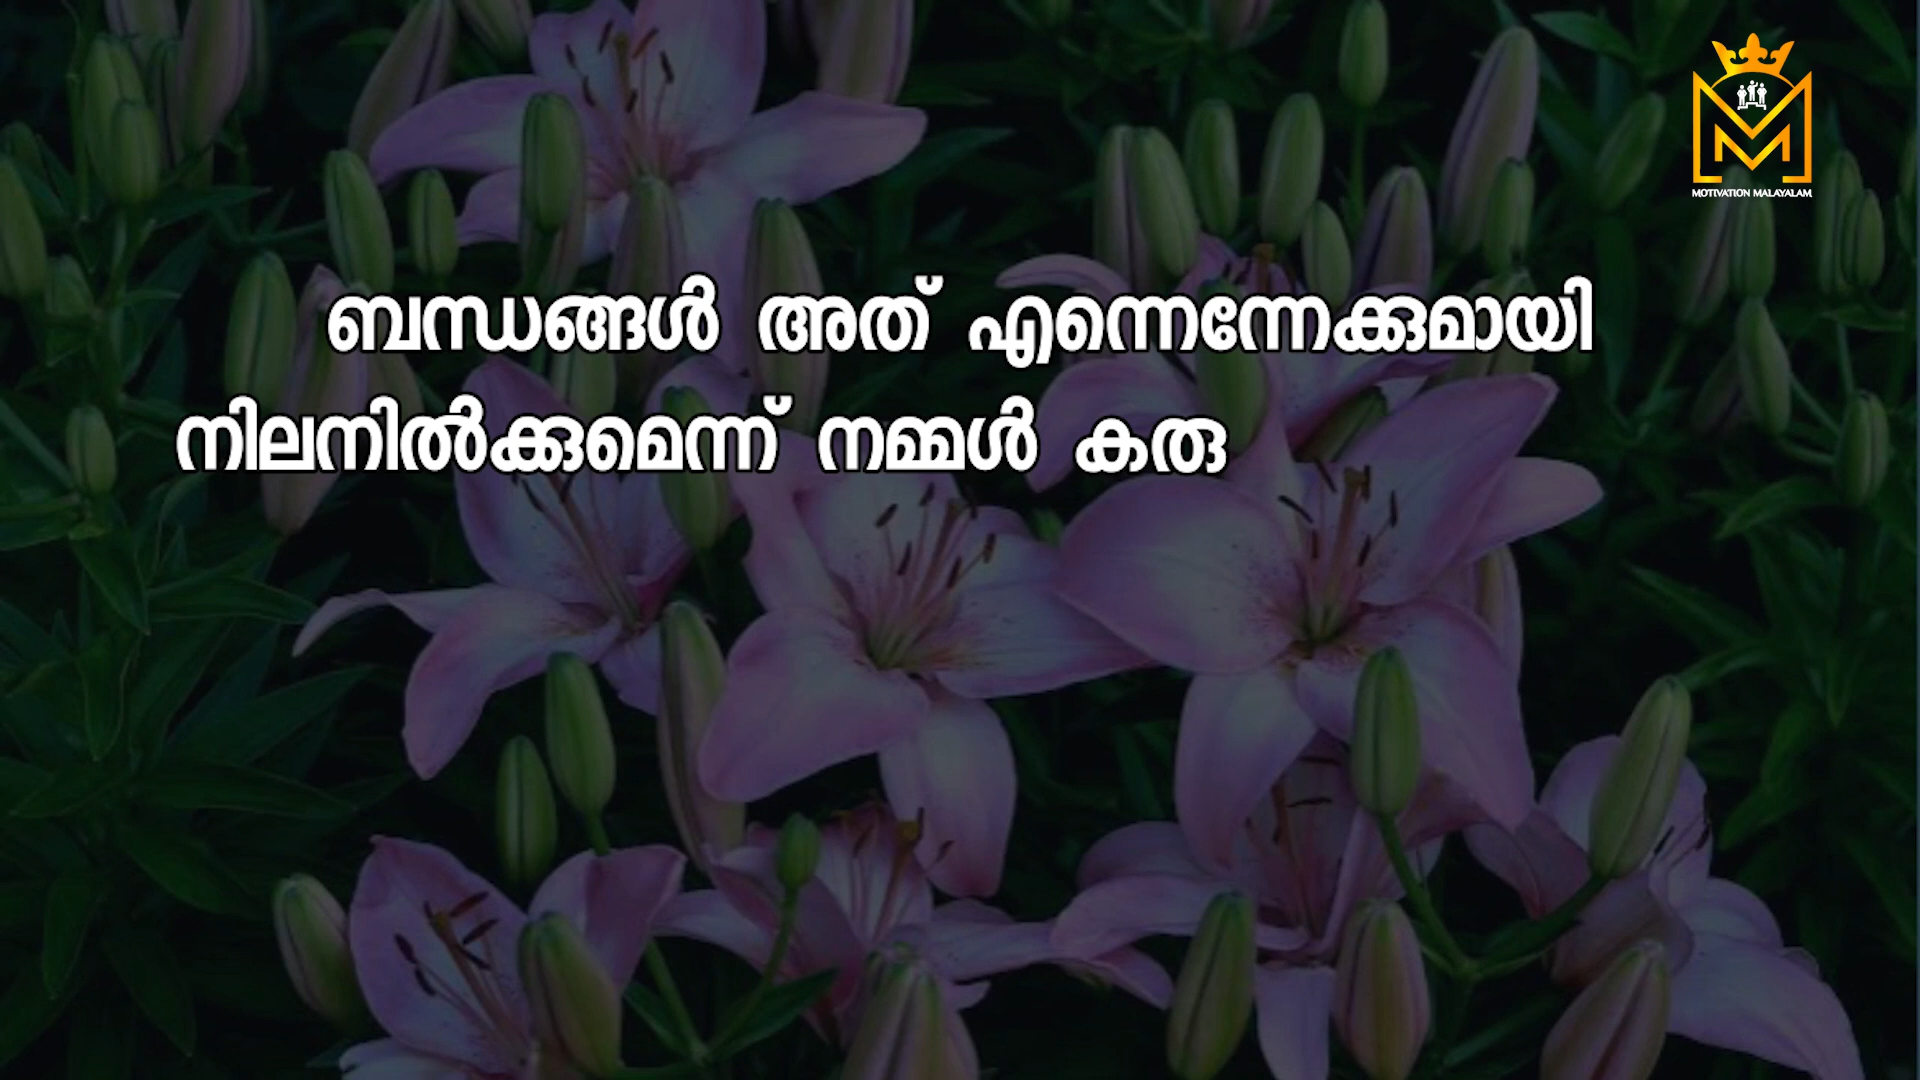 MOTIVATION MALAYALAM
ബന്ധങ്ങൾ അത് എന്നെന്നേക്കുമായി
നിലനിൽക്കുമെന്ന് നമ്മൾ കരു